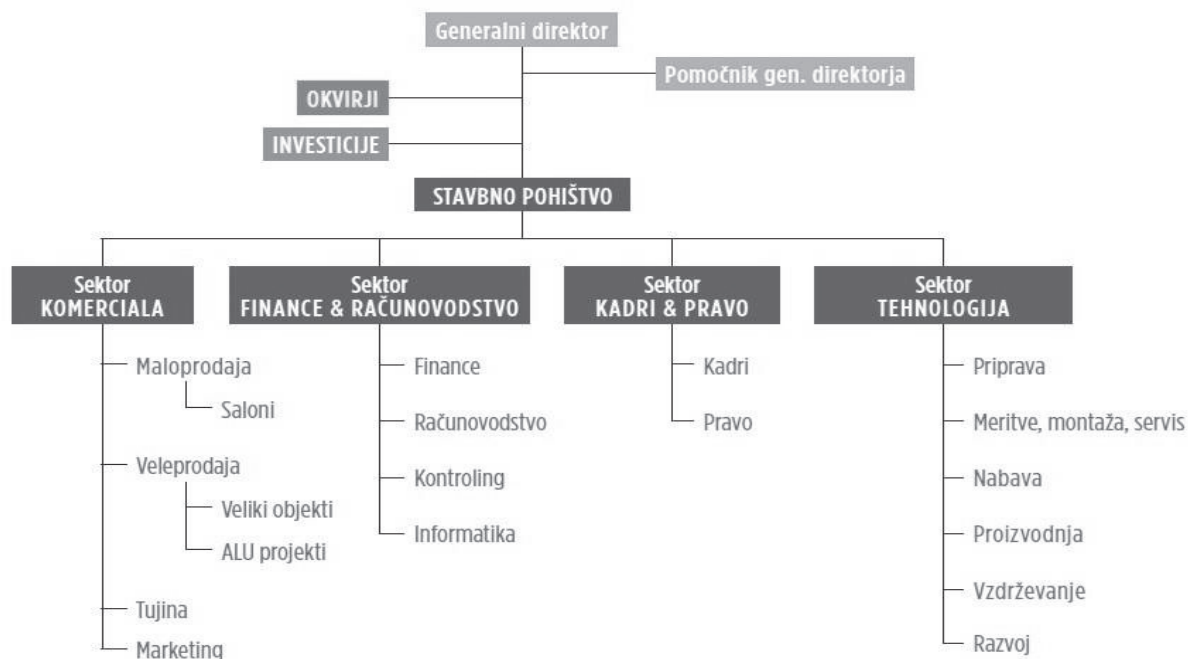 Generalni direktor
Pomočnik gen. direktorja
OKVIRJI
INVESTICIJE
STAVBNO POHIŠTVO
Sektor
KOMERCIALA
Maloprodaja
Saloni
Veleprodaja
Veliki objekti
ALU projekti
Tujina
Marketing
Sektor
FINANCE & RAČUNOVODSTVO
Finance
Računovodstvo
Kontroling
Informatika
Sektor
KADRI & PRAVO
Kadri
Pravo
Sektor
TEHNOLOGIJA
Priprava
Meritve, montaža, servis
Nabava
Proizvodnja
Vzdrževanje
Razvoj